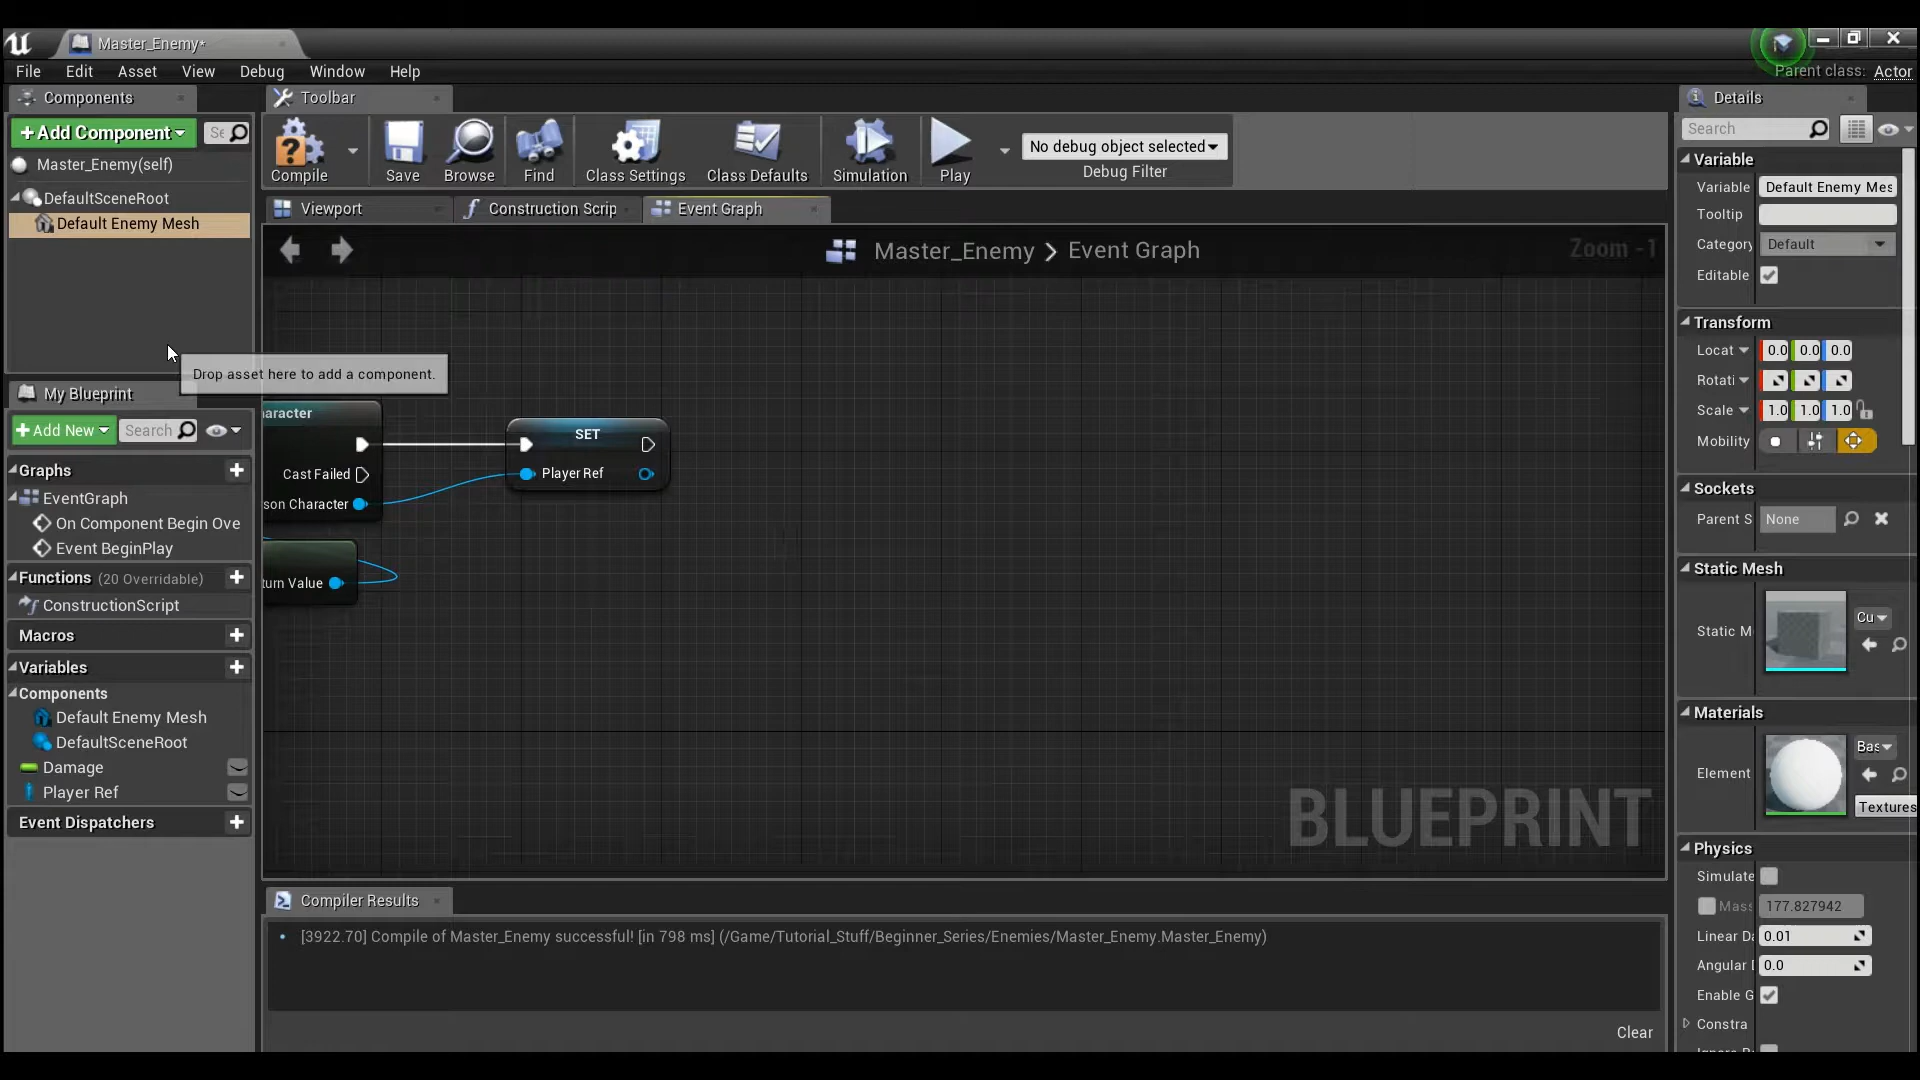 Master_Enemy*
File Edit Asset View Debug Window Help
Parent class: Actor
Components
+Add Component
Se
Master_Enemy(self)
DefaultSceneRoot
Default Enemy Mesh
Drop asset here to add a component.
My Blueprint
+Add New
Search
Graphs
EventGraph
On Component Begin Ove
Event BeginPlay
Functions (20 Overridable)
ConstructionScript
Macros
Variables
Components
Default Enemy Mesh
DefaultSceneRoot
Damage
Player Ref
Event Dispatchers
Toolbar
Compile
Save
Browse
Find
Class Settings
Class Defaults
Simulation
Play
No debug object selected
Debug Filter
Viewport
Construction Scrip
Event Graph
Master_Enemy > Event Graph
Zoom -1
aracter
Cast Failed
son Character
turn Value
SET
Player Ref
BLUEPRINT
Compiler Results
[3922.70] Compile of Master_Enemy successful! [in 798 ms] (/Game/Tutorial_Stuff/Beginner_Series/Enemies/Master_Enemy.Master_Enemy)
Clear
Details
Search
Variable
Variable Default Enemy Mes
Tooltip
Category Default
Editable
Transform
Locat 0.0 0.0 0.0
Rotati
Scale 1.0 1.0 1.0
Mobility
Sockets
Parent S None
Static Mesh
Static M
Cu
Materials
Element
Bas
Textures
Physics
Simulate
Mass 177.827942
Linear Da 0.01
Angular 0.0
Enable G
Constra